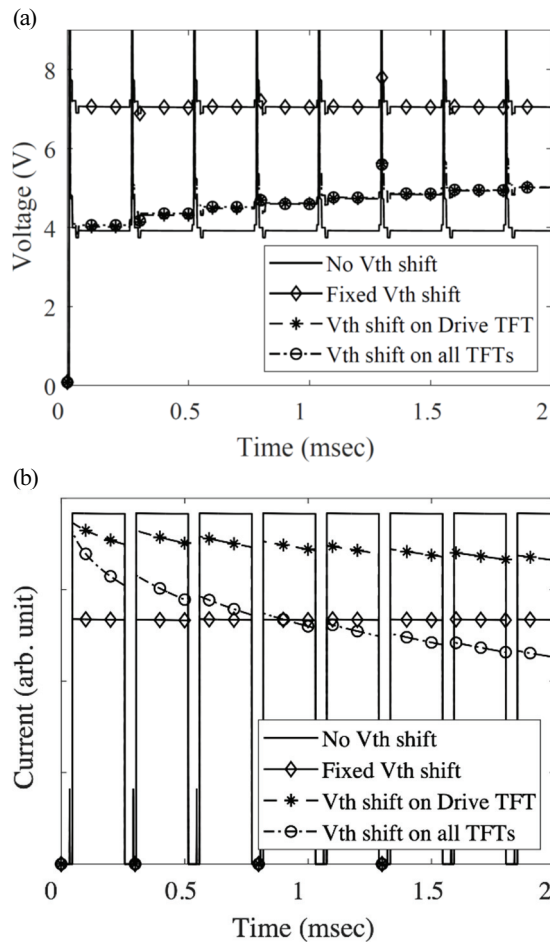 (a)
8
6
4
2
0
Voltage (V)
No Vth shift
Fixed Vth shift
Vth shift on Drive TFT
Vth shift on all TFTs
0 0.5 1 1.5 2
Time (msec)
(b)
Current (arb. unit)
No Vth shift
Fixed Vth shift
Vth shift on Drive TFT
Vth shift on all TFTs
0 0.5 1.0 1.5 2
Time (msec)